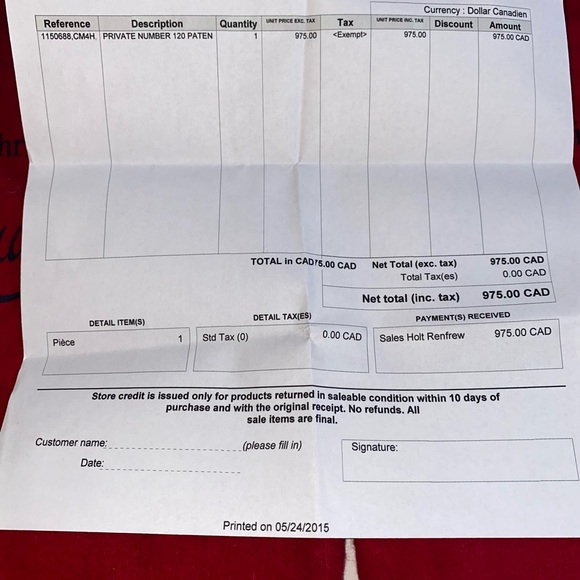 Currency : Dollar Canadien
Reference Description Quantity UNIT PRICE EXC. TAX Tax UNIT PRICE INC. TAX Discount Amount
1150688,CM4H, PRIVATE NUMBER 120 PATEN 1 975.00 <Exempt> 975.00 975.00 CAD
TOTAL in CAD 75.00 CAD Net Total (exc. tax) 975.00 CAD
Total Tax(es) 0.00 CAD
Net total (inc. tax) 975.00 CAD
DETAIL ITEM(S) DETAIL TAX(ES) PAYMENT(S) RECEIVED
Pièce 1 Std Tax (0) 0.00 CAD Sales Holt Renfrew 975.00 CAD
Store credit is issued only for products returned in saleable condition within 10 days of
purchase and with the original receipt. No refunds. All
sale items are final.
Customer name: (please fill in) Signature:
Date:
Printed on 05/24/2015